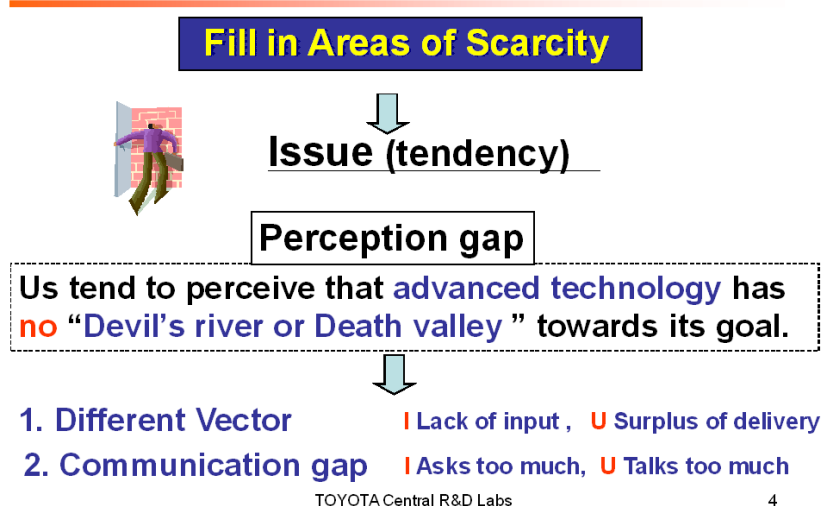 Fill in Areas of Scarcity
Issue (tendency)
Perception gap
Us tend to perceive that advanced technology has
no “Devil’s river or Death valley ” towards its goal.
1. Different Vector I Lack of input , U Surplus of delivery
2. Communication gap I Asks too much, U Talks too much
TOYOTA Central R&D Labs 4